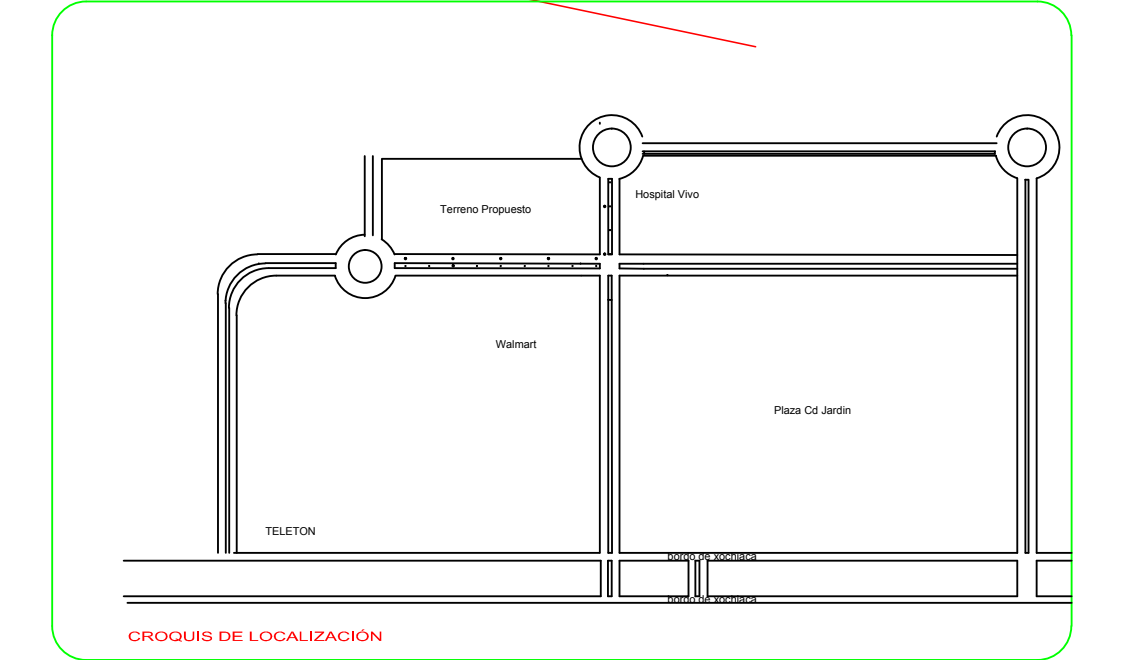 Hospital Vivo
Terreno Propuesto
Walmart
Plaza Cd Jardin
TELETON
bordo de xochiaca
bordo de xochiaca
CROQUIS DE LOCALIZACIÓN